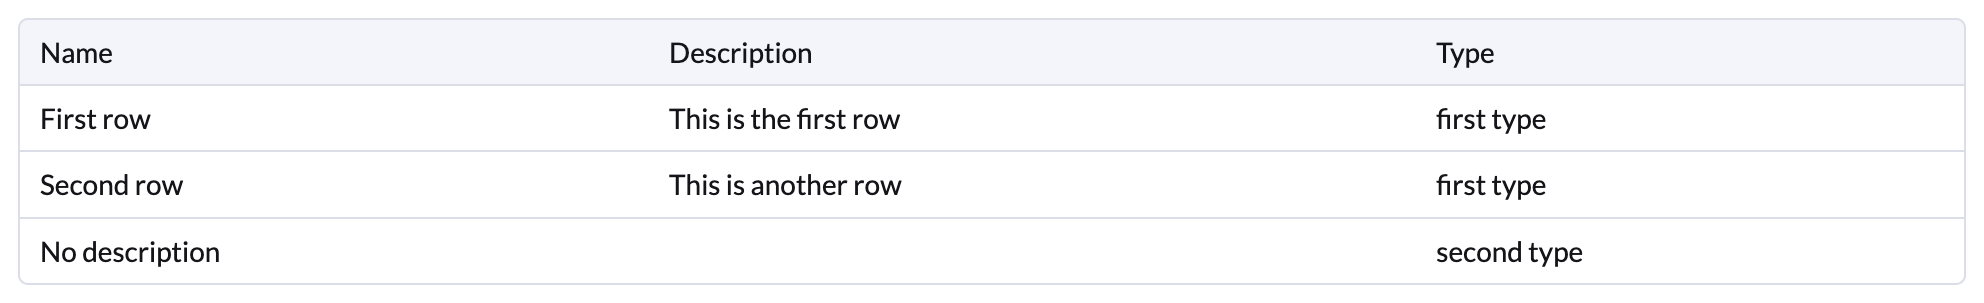 Name Description Type
First row This is the first row first type
Second row This is another row first type
No description second type